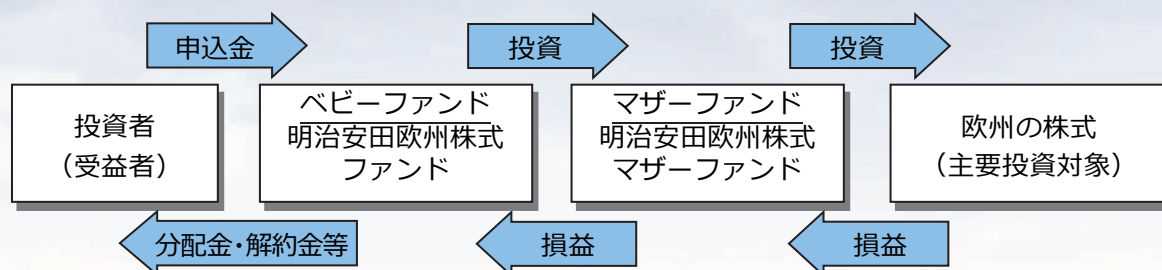 申込金
投資
投資
投資者
（受益者）
ベビーファンド
明治安田欧州株式
ファンド
マザーファンド
明治安田欧州株式
マザーファンド
欧州の株式
（主要投資対象）
分配金・解約金等
損益
損益